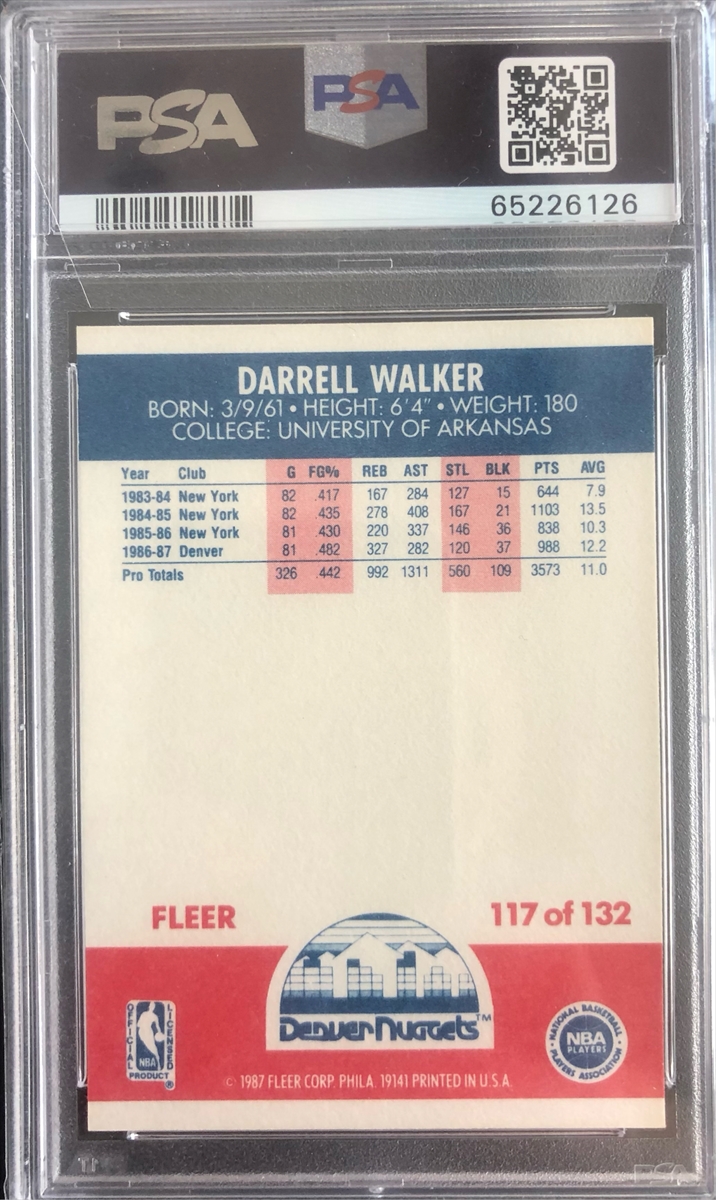 PSA
PSA
65226126
DARRELL WALKER
BORN: 3/9/61 • HEIGHT: 6'4" • WEIGHT: 180
COLLEGE: UNIVERSITY OF ARKANSAS
Year Club G FG% REB AST STL BLK PTS AVG
1983-84 New York 82 .417 167 284 127 15 644 7.9
1984-85 New York 82 .435 278 408 167 21 1103 13.5
1985-86 New York 81 .430 220 337 146 36 838 10.3
1986-87 Denver 81 .482 327 282 120 37 988 12.2
Pro Totals 326 .442 992 1311 560 109 3573 11.0
FLEER 117 of 132
Denver Nuggets™
OFFICIAL LICENSED
NBA
PRODUCT ®
• NATIONAL BASKETBALL •
NBA
PLAYERS
PLAYERS ASSOCIATION
© 1987 FLEER CORP. PHILA. 19141 PRINTED IN U.S.A.
PSA